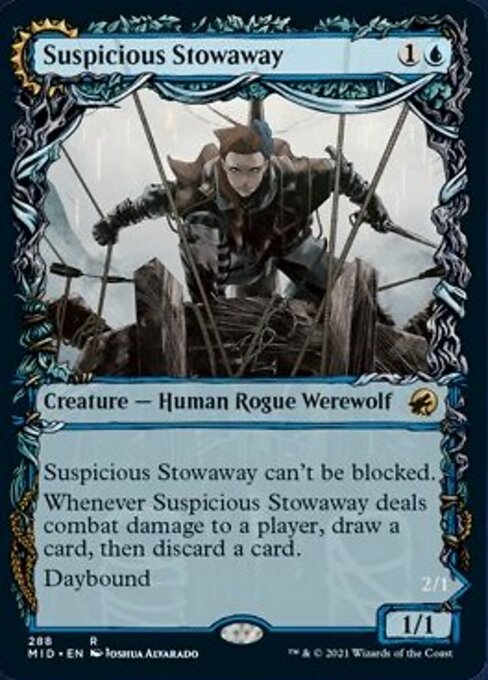 Suspicious Stowaway 1
Creature — Human Rogue Werewolf
Suspicious Stowaway can't be blocked.
Whenever Suspicious Stowaway deals
combat damage to a player, draw a
card, then discard a card.
Daybound
2/1
1/1
288 R
MID • EN Joshua Alvarado
™ & © 2021 Wizards of the Coast